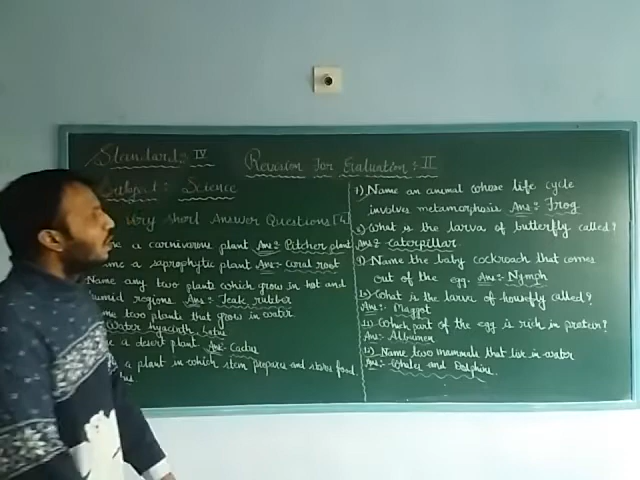 Standard:- IV
Revision For Evaluation:- II
Subject:- Science
Very Short Answer Questions
a carnivorous plant Ans:- Pitcher plant
a saprophytic plant Ans:- Coral root
Name any two plants which grow in hot and
humid regions. Ans:- Teak, rubber
two plants that grow in water.
Water hyacinth, Lotus
a desert plant. Ans:- Cactus
a plant in which stem prepares and stores food.
7) Name an animal whose life cycle
involves metamorphosis Ans:- Frog
8) What is the larva of butterfly called?
Ans:- Caterpillar
9) Name the baby cockroach that comes
out of the egg. Ans:- Nymph
10) What is the larva of housefly called?
Ans:- Maggot
11) Which part of the egg is rich in protein?
Ans:- Albumen
12) Name two mammals that live in water
Ans:- Whales and Dolphins.